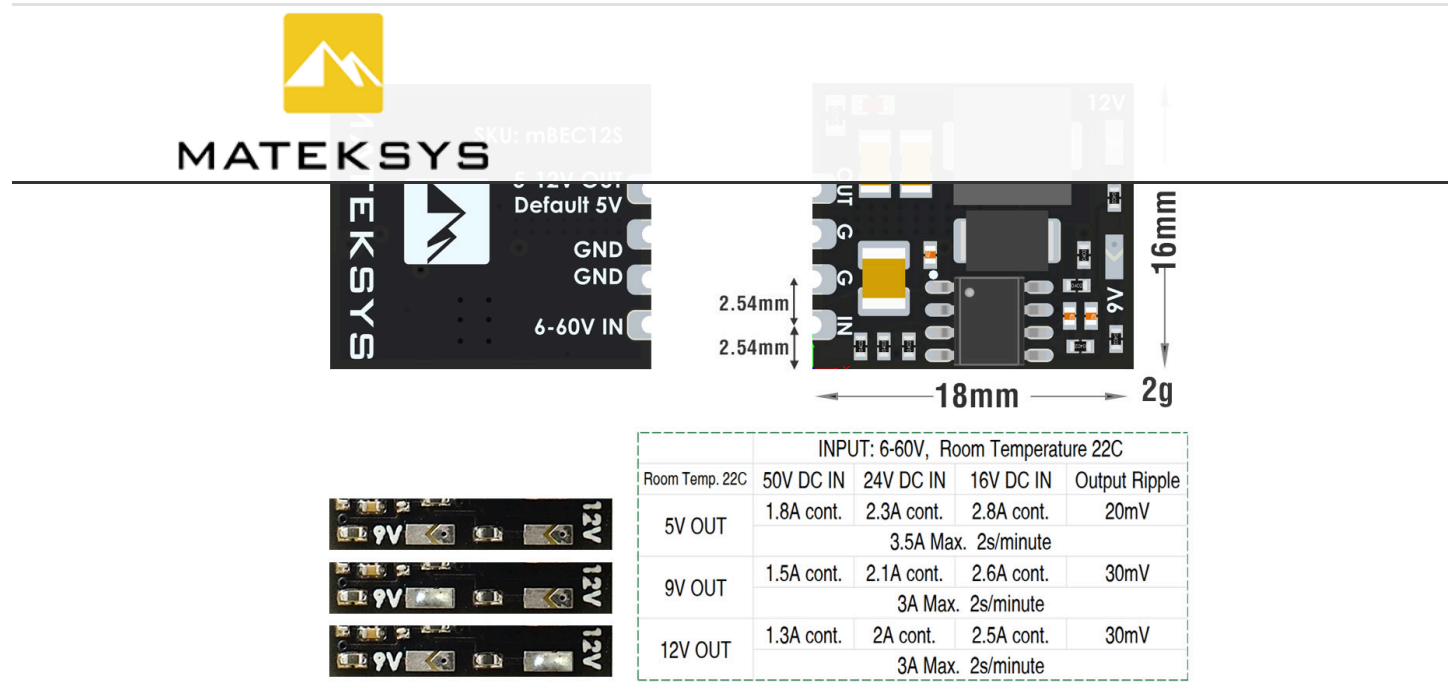 MATEKSYS
SKU: mBEC12S
5-12V OUT
Default 5V
GND
GND
6-60V IN
MATEKSYS
12V
OUT
G
G
IN
9V
2.54mm
2.54mm
16mm
18mm
2g
INPUT: 6-60V, Room Temperature 22C
Room Temp. 22C 50V DC IN 24V DC IN 16V DC IN Output Ripple
5V OUT 1.8A cont. 2.3A cont. 2.8A cont. 20mV
3.5A Max. 2s/minute
9V OUT 1.5A cont. 2.1A cont. 2.6A cont. 30mV
3A Max. 2s/minute
12V OUT 1.3A cont. 2A cont. 2.5A cont. 30mV
3A Max. 2s/minute
9V 12V
9V 12V
9V 12V